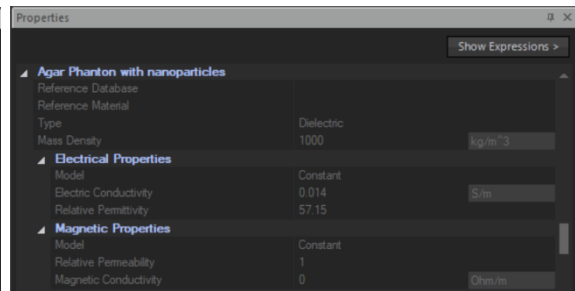 Properties
Show Expressions >
Agar Phanton with nanoparticles
Reference Database
Reference Material
Type Dielectric
Mass Density 1000 kg/m^3
Electrical Properties
Model Constant
Electric Conductivity 0.014 S/m
Relative Permittivity 57.15
Magnetic Properties
Model Constant
Relative Permeability 1
Magnetic Conductivity 0 Ohm/m